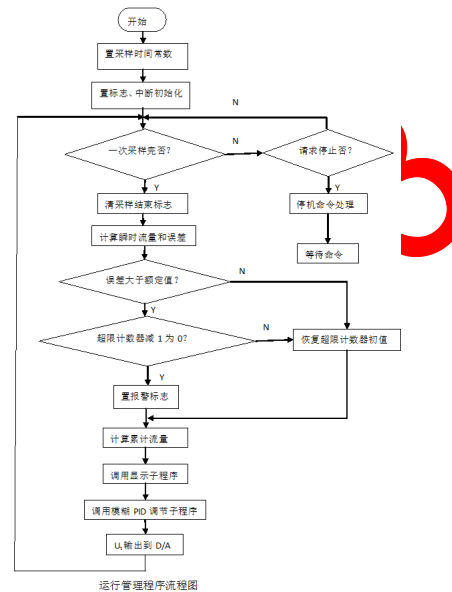 开始
置采样时间常数
置标志、中断初始化
N
一次采样完否?
N
请求停止否?
Y
Y
清采样结束标志
停机命令处理
计算瞬时流量和误差
等待命令
误差大于额定值?
N
Y
超限计数器减 1 为 0?
N
恢复超限计数器初值
Y
置报警标志
计算累计流量
调用显示子程序
调用模糊 PID 调节子程序
输出到 D/A
运行管理程序流程图